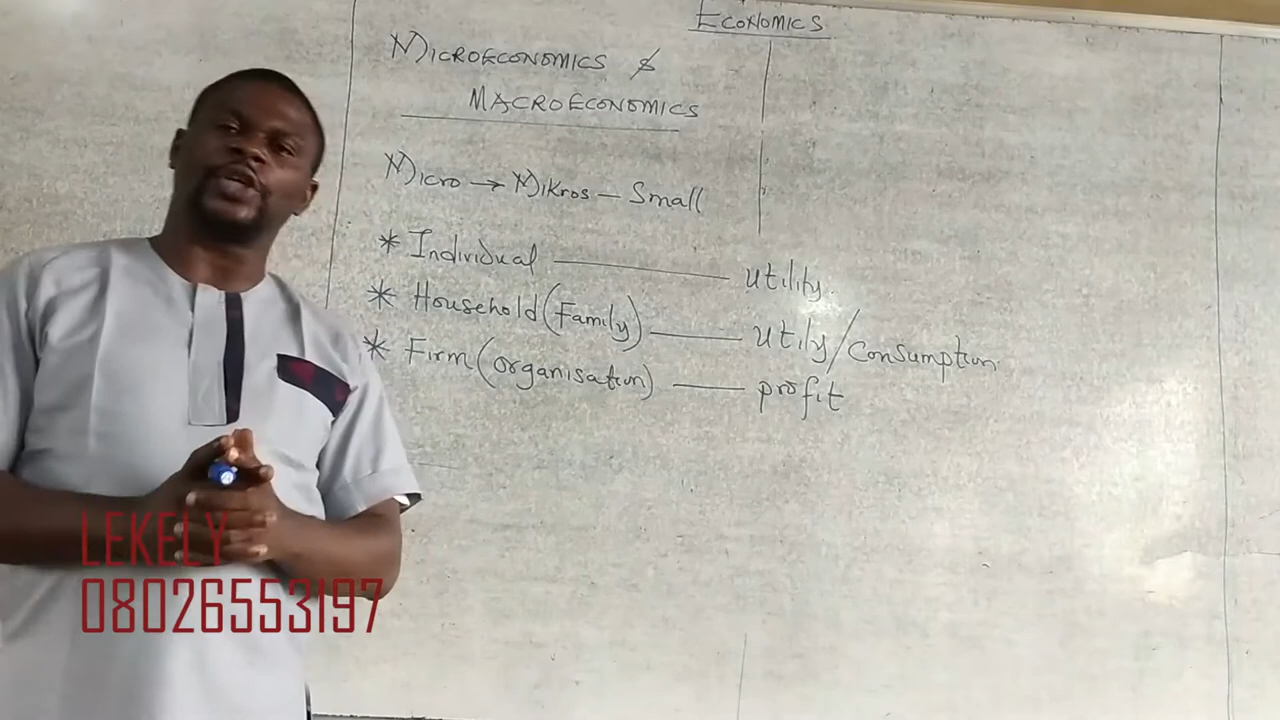 ECONOMICS
MICROECONOMICS &
MACROECONOMICS
Micro → Mikros — Small
* Individual — utility.
* Household (Family) — utily/Consumption
* Firm (organisation) — profit
LEKELY
08026553197